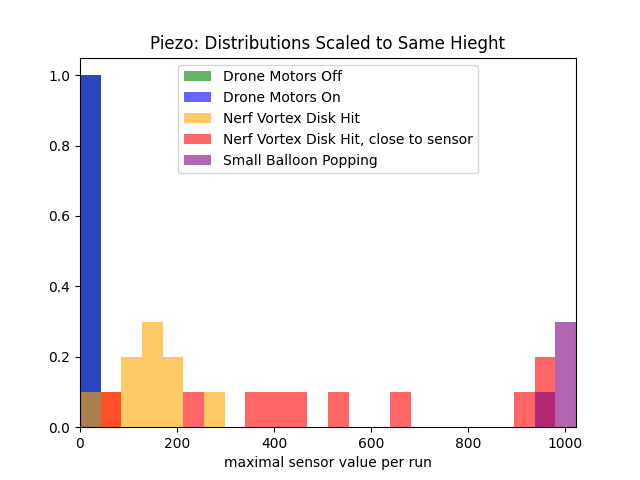 Piezo: Distributions Scaled to Same Hieght
Drone Motors Off
Drone Motors On
Nerf Vortex Disk Hit
Nerf Vortex Disk Hit, close to sensor
Small Balloon Popping
1.0
0.8
0.6
0.4
0.2
0.0
0 200 400 600 800 1000
maximal sensor value per run